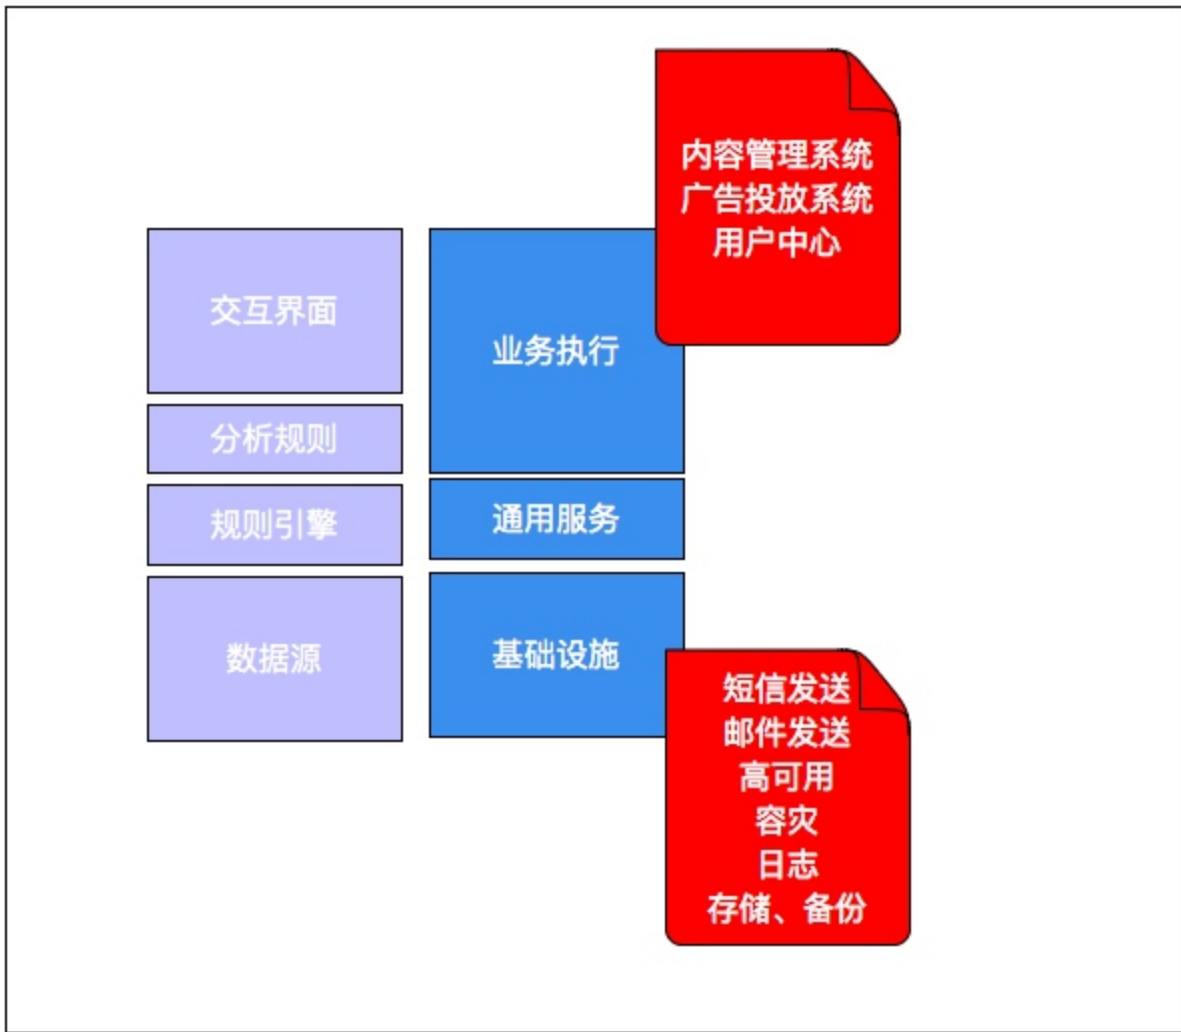 内容管理系统
广告投放系统
用户中心
交互界面
业务执行
分析规则
规则引擎
通用服务
数据源
基础设施
短信发送
邮件发送
高可用
容灾
日志
存储、备份